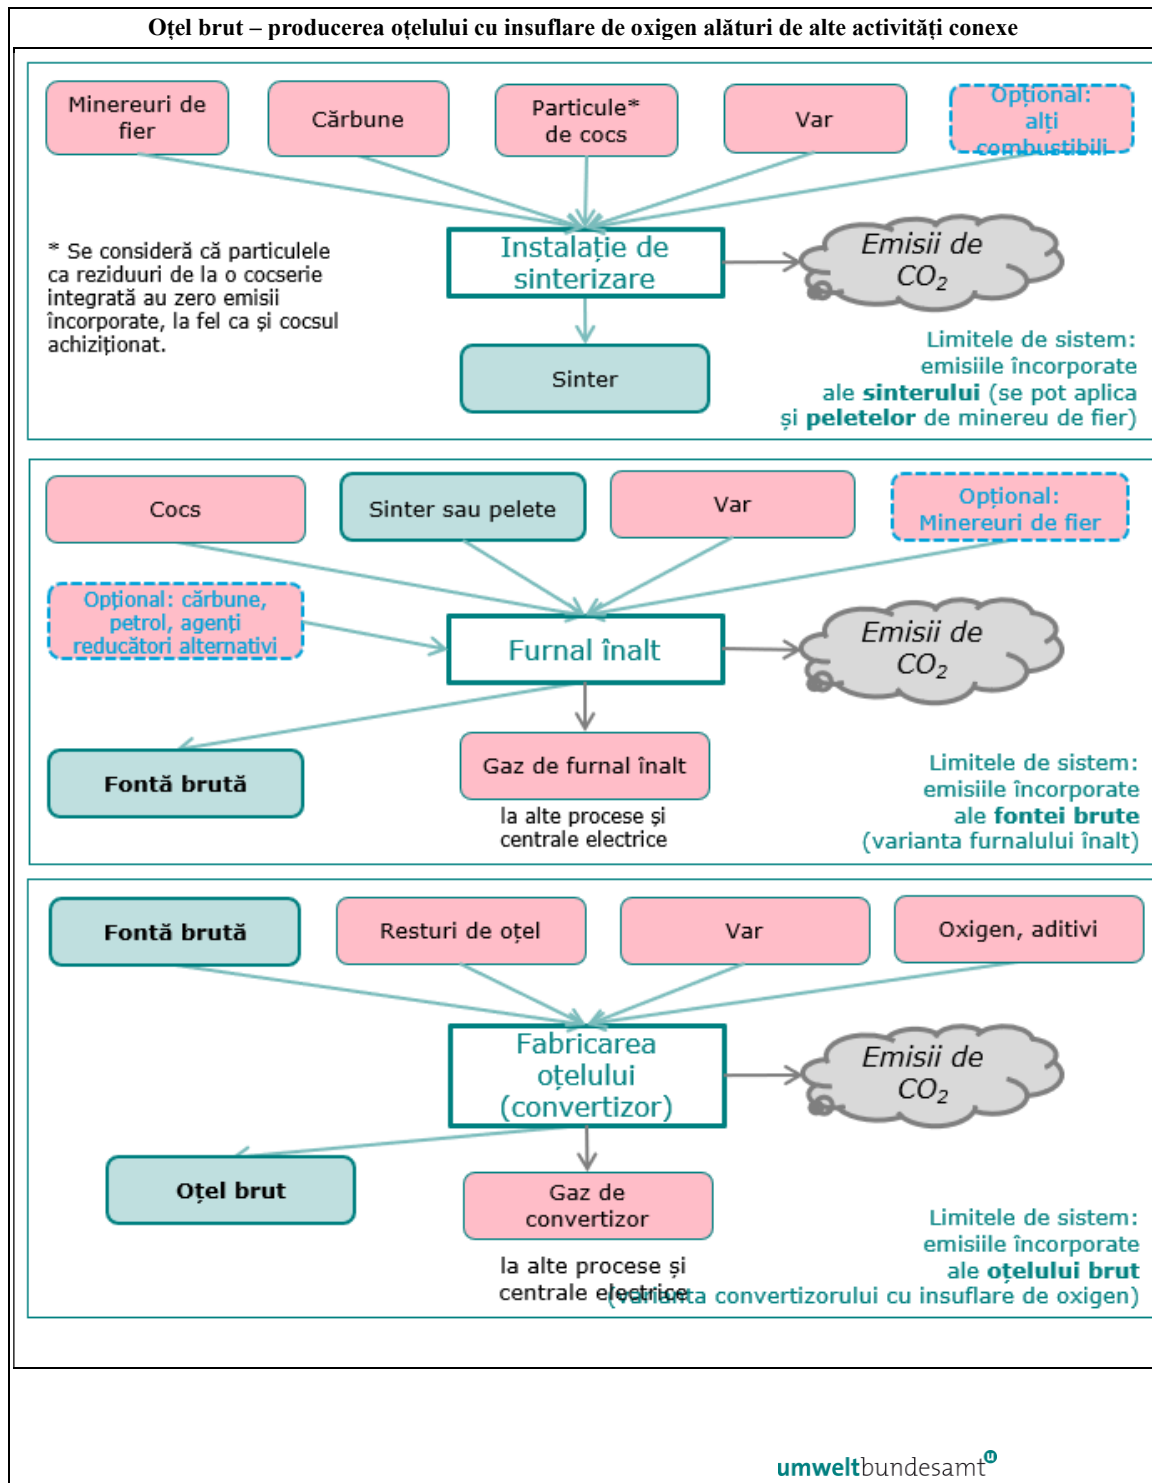 Oțel brut – producerea oțelului cu insuflare de oxigen alături de alte activități conexe
Minereuri de
fier
Cărbune
Particule*
de cocs
Var
Opțional:
alți
combustibili
* Se consideră că particulele
ca reziduuri de la o cocserie
integrată au zero emisii
încorporate, la fel ca și cocsul
achiziționat.
Instalație de
sinterizare
Emisii de
CO2
Sinter
Limitele de sistem:
emisiile încorporate
ale sinterului (se pot aplica
și peletelor de minereu de fier)
Cocs
Sinter sau pelete
Var
Opțional:
Minereuri de fier
Opțional: cărbune,
petrol, agenți
reducători alternativi
Furnal înalt
Emisii de
CO2
Fontă brută
Gaz de furnal înalt
la alte procese și
centrale electrice
Limitele de sistem:
emisiile încorporate
ale fontei brute
(varianta furnalului înalt)
Fontă brută
Resturi de oțel
Var
Oxigen, aditivi
Fabricarea
oțelului
(convertizor)
Emisii de
CO2
Oțel brut
Gaz de
convertizor
la alte procese și
centrale electrice
Limitele de sistem:
emisiile încorporate
ale oțelului brut
(varianta convertizorului cu insuflare de oxigen)
umweltbundesamt